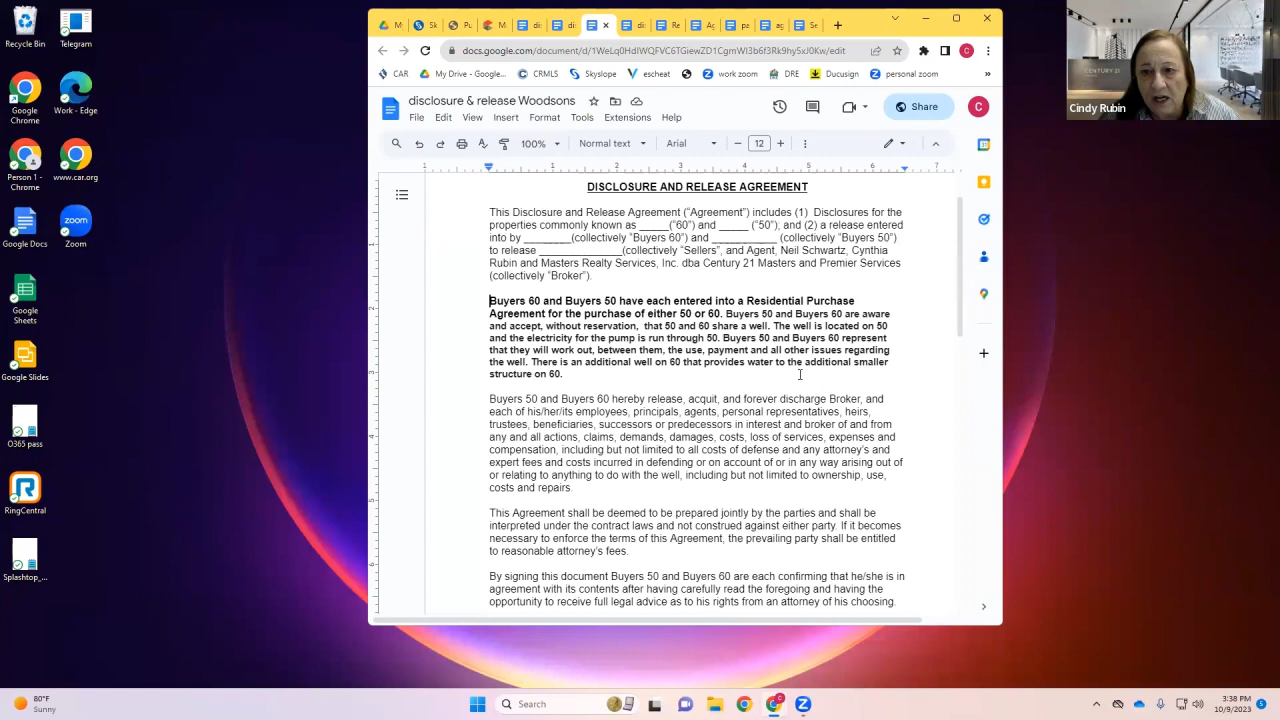 Recycle Bin
Telegram
Google Chrome
Work - Edge
Person 1 - Chrome
www.car.org
Google Docs
Zoom
zoom
Google Sheets
Google Slides
O365 pass
RingCentral
Splashtop_...
docs.google.com/document/d/1WeLq0HdIWQFVC6TGiewZD1CgmWI3b6f3Rk9hy5xJ0Kw/edit
CAR
My Drive - Google...
CRMLS
Skyslope
escheat
work zoom
DRE
Ducusign
personal zoom
»
disclosure & release Woodsons
File Edit View Insert Format Tools Extensions Help
Share
C
100%
Normal text
Arial
12
1 1 2 3 4 5 6 7
DISCLOSURE AND RELEASE AGREEMENT
This Disclosure and Release Agreement (“Agreement”) includes (1)  Disclosures for the
properties commonly known as _____(“60”) and _____ (“50”), and (2) a release entered
into by ________(collectively “Buyers 60”) and ___________ (collectively “Buyers 50”)
to release ______________(collectively “Sellers”, and Agent, Neil Schwartz, Cynthia
Rubin and Masters Realty Services, Inc. dba Century 21 Masters and Premier Services
(collectively “Broker”).
Buyers 60 and Buyers 50 have each entered into a Residential Purchase
Agreement for the purchase of either 50 or 60. Buyers 50 and Buyers 60 are aware
and accept, without reservation,  that 50 and 60 share a well. The well is located on 50
and the electricity for the pump is run through 50. Buyers 50 and Buyers 60 represent
that they will work out, between them, the use, payment and all other issues regarding
the well. There is an additional well on 60 that provides water to the additional smaller
structure on 60.
Buyers 50 and Buyers 60 hereby release, acquit, and forever discharge Broker, and
each of his/her/its employees, principals, agents, personal representatives, heirs,
trustees, beneficiaries, successors or predecessors in interest and broker of and from
any and all actions, claims, demands, damages, costs, loss of services, expenses and
compensation, including but not limited to all costs of defense and any attorney's and
expert fees and costs incurred in defending or on account of or in any way arising out of
or relating to anything to do with the well, including but not limited to ownership, use,
costs and repairs.
This Agreement shall be deemed to be prepared jointly by the parties and shall be
interpreted under the contract laws and not construed against either party. If it becomes
necessary to enforce the terms of this Agreement, the prevailing party shall be entitled
to reasonable attorney's fees.
By signing this document Buyers 50 and Buyers 60 are each confirming that he/she is in
agreement with its contents after having carefully read the foregoing and having the
opportunity to receive full legal advice as to his rights from an attorney of his choosing.
CENTURY 21
Cindy Rubin
80°F
Sunny
Search
3:38 PM
10/9/2023